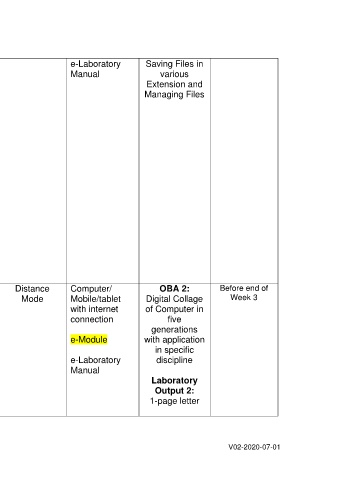 e-Laboratory
Manual
Saving Files in
various
Extension and
Managing Files
Distance
Mode
Computer/
Mobile/tablet
with internet
connection
e-Module
e-Laboratory
Manual
OBA 2:
Digital Collage
of Computer in
five
generations
with application
in specific
discipline
Laboratory
Output 2:
1-page letter
Before end of
Week 3
V02-2020-07-01